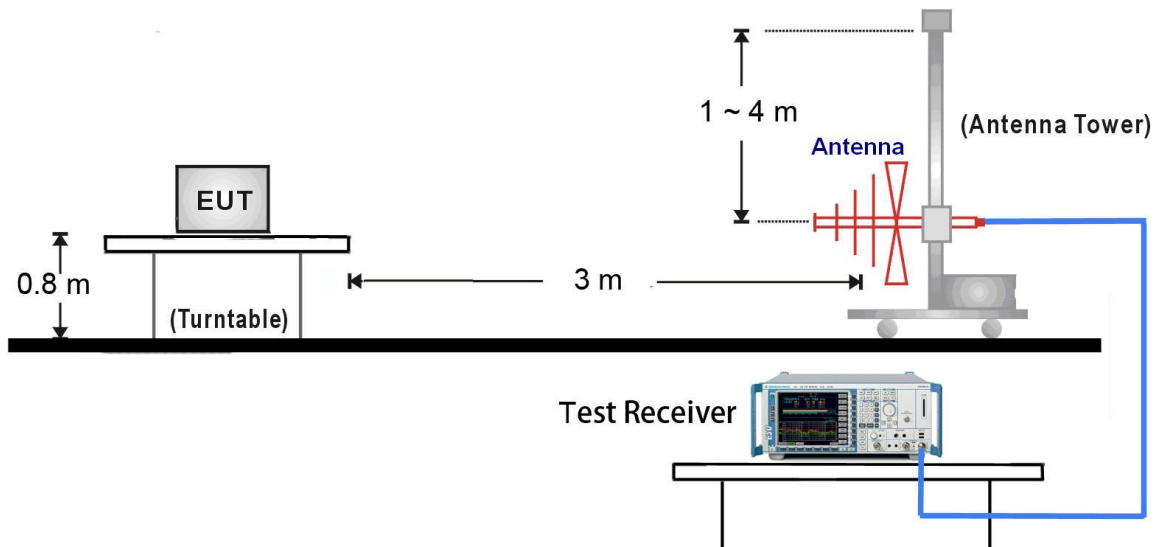 1 ~ 4 m
(Antenna Tower)
Antenna
EUT
0.8 m
3 m
(Turntable)
Test Receiver